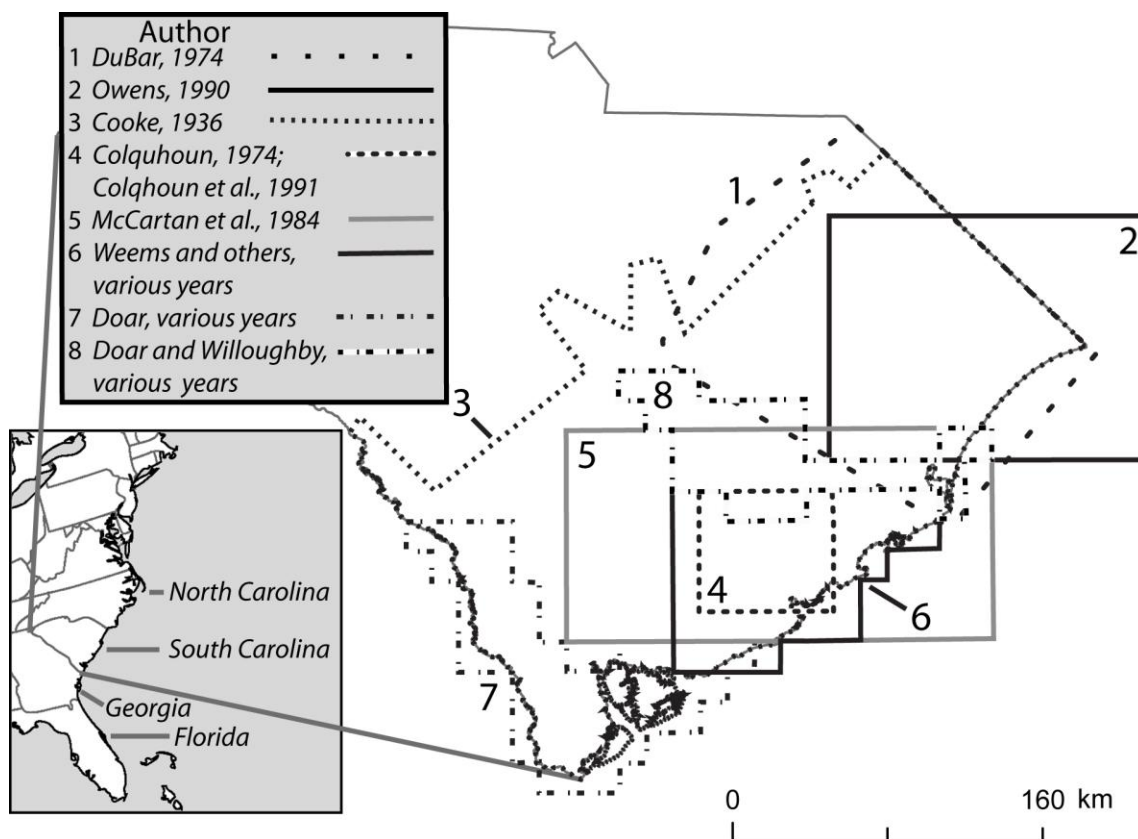 Author
1 DuBar, 1974
2 Owens, 1990
3 Cooke, 1936
4 Colquhoun, 1974;
Colqhoun et al., 1991
5 McCartan et al., 1984
6 Weems and others,
various years
7 Doar, various years
8 Doar and Willoughby,
various years
1
2
3
8
5
4
6
7
North Carolina
South Carolina
Georgia
Florida
0 160 km